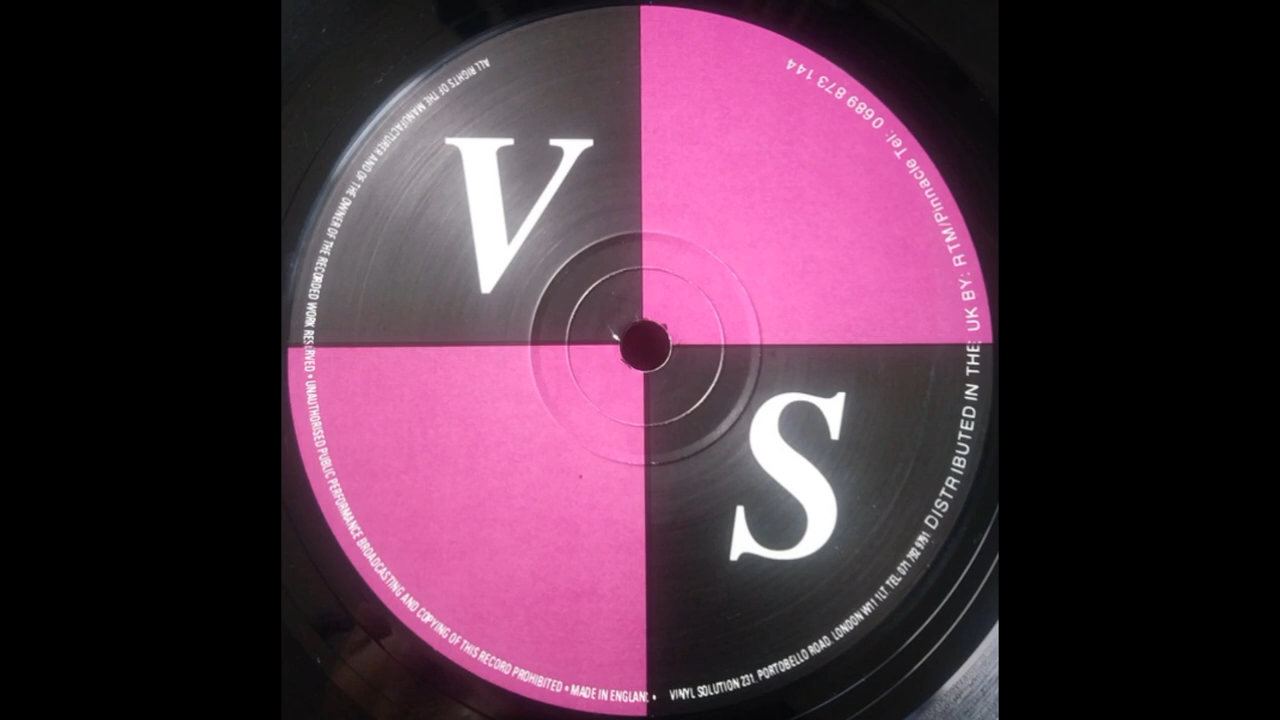 V
S
ALL RIGHTS OF THE MANUFACTURER AND OF THE OWNER OF THE RECORDED WORK RESERVED • UNAUTHORISED PUBLIC PERFORMANCE BROADCASTING AND COPYING OF THIS RECORD PROHIBITED • MADE IN ENGLAND •
VINYL SOLUTION 231, PORTOBELLO ROAD. LONDON W11 1LT TEL 071 792 9791
DISTRIBUTED IN THE UK BY: RTM/Pinnacle Tel: 0689 873 144